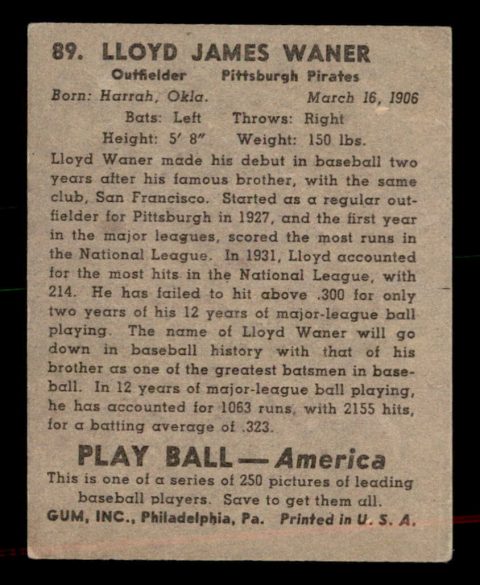 89. LLOYD JAMES WANER
Outfielder Pittsburgh Pirates
Born: Harrah, Okla. March 16, 1906
Bats: Left Throws: Right
Height: 5' 8" Weight: 150 lbs.
Lloyd Waner made his debut in baseball two
years after his famous brother, with the same
club, San Francisco. Started as a regular out-
fielder for Pittsburgh in 1927, and the first year
in the major leagues, scored the most runs in
the National League. In 1931, Lloyd accounted
for the most hits in the National League, with
214. He has failed to hit above .300 for only
two years of his 12 years of major-league ball
playing. The name of Lloyd Waner will go
down in baseball history with that of his
brother as one of the greatest batsmen in base-
ball. In 12 years of major-league ball playing,
he has accounted for 1063 runs, with 2155 hits,
for a batting average of .323.
PLAY BALL — America
This is one of a series of 250 pictures of leading
baseball players. Save to get them all.
GUM, INC., Philadelphia, Pa. Printed in U. S. A.